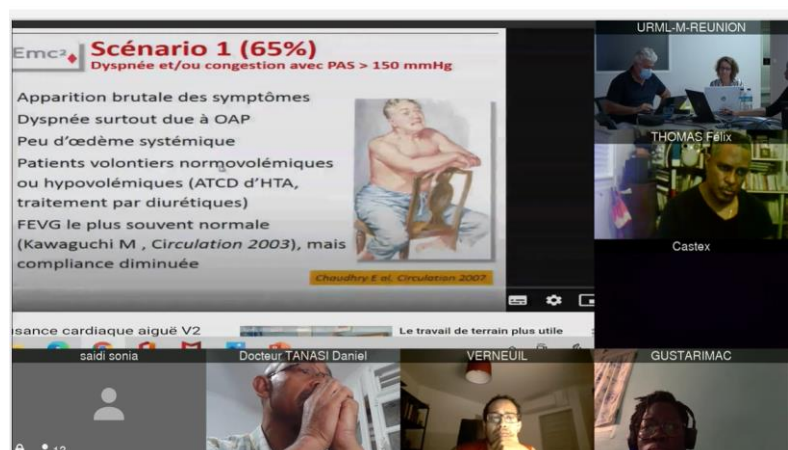 URML-M-REUNION
Emc²
Scénario 1 (65%)
Dyspnée et/ou congestion avec PAS > 150 mmHg
Apparition brutale des symptômes
Dyspnée surtout due à OAP
Peu d'œdème systémique
Patients volontiers normovolémiques
ou hypovolémiques (ATCD d'HTA,
traitement par diurétiques)
FEVG le plus souvent normale
(Kawaguchi M , Circulation 2003), mais
compliance diminuée
Chaudhry E al. Circulation 2007
THOMAS Félix
Castex
isance cardiaque aiguë V2
Le travail de terrain plus utile
saidi sonia
Docteur TANASI Daniel
VERNEUIL
GUSTARIMAC
12